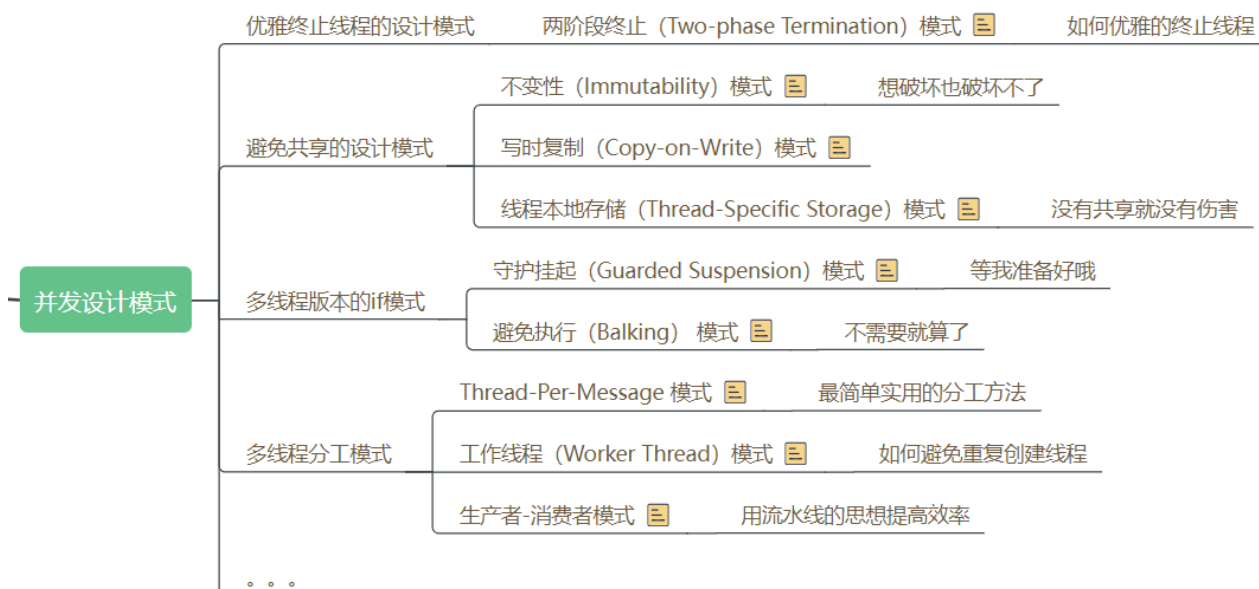 优雅终止线程的设计模式 两阶段终止（Two-phase Termination）模式 如何优雅的终止线程
不变性（Immutability）模式 想破坏也破坏不了
避免共享的设计模式 写时复制（Copy-on-Write）模式
线程本地存储（Thread-Specific Storage）模式 没有共享就没有伤害
守护挂起（Guarded Suspension）模式 等我准备好哦
并发设计模式 多线程版本的if模式
避免执行（Balking） 模式 不需要就算了
Thread-Per-Message 模式 最简单实用的分工方法
多线程分工模式 工作线程（Worker Thread）模式 如何避免重复创建线程
生产者-消费者模式 用流水线的思想提高效率
。。。